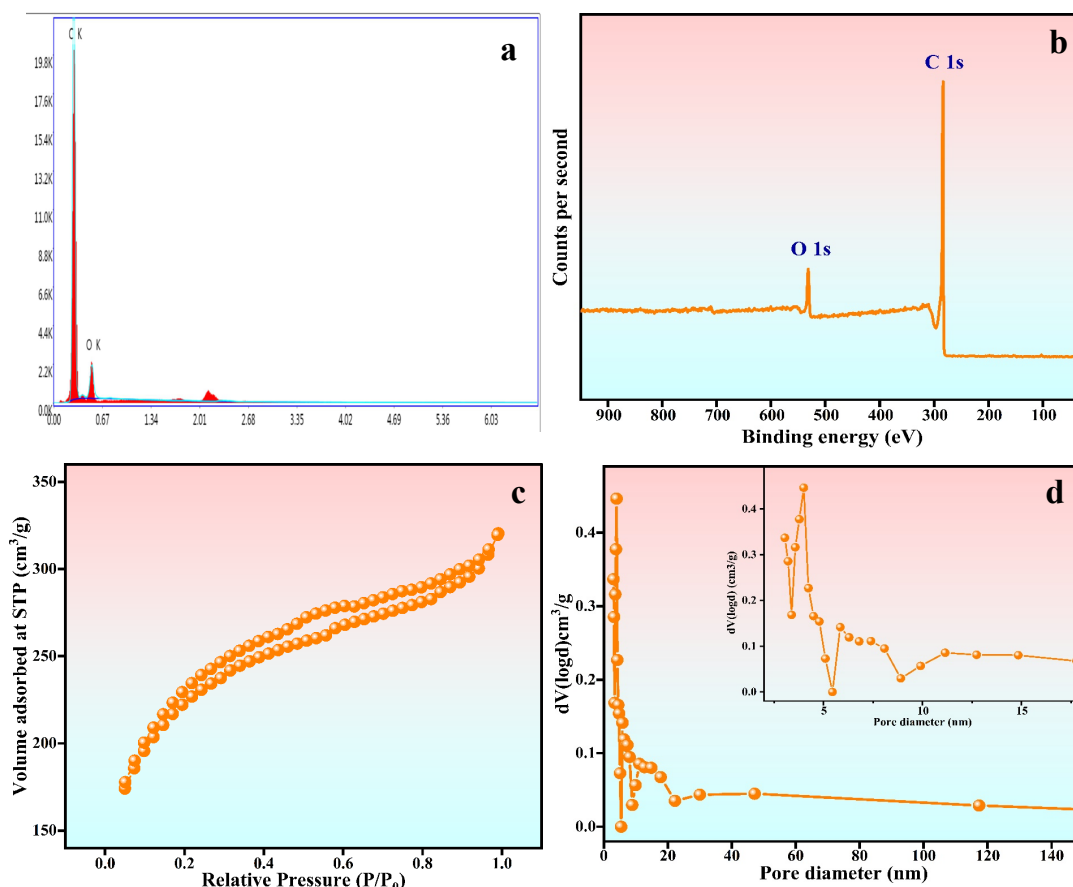 a
C K
O K
19.8K
17.6K
15.4K
13.2K
11.0K
8.8K
6.6K
4.4K
2.2K
0.0K
0.00 0.67 1.34 2.01 2.68 3.35 4.02 4.69 5.36 6.03
b
C 1s
O 1s
Counts per second
900 800 700 600 500 400 300 200 100
Binding energy (eV)
c
Volume adsorbed at STP (cm³/g)
350
300
250
200
150
0.0 0.2 0.4 0.6 0.8 1.0
Relative Pressure (P/P₀)
d
dV(logd)cm³/g
0.4
0.3
0.2
0.1
0.0
0 20 40 60 80 100 120 140
Pore diameter (nm)
dV(logd) (cm3/g)
0.4
0.3
0.2
0.1
0.0
5 10 15
Pore diameter (nm)